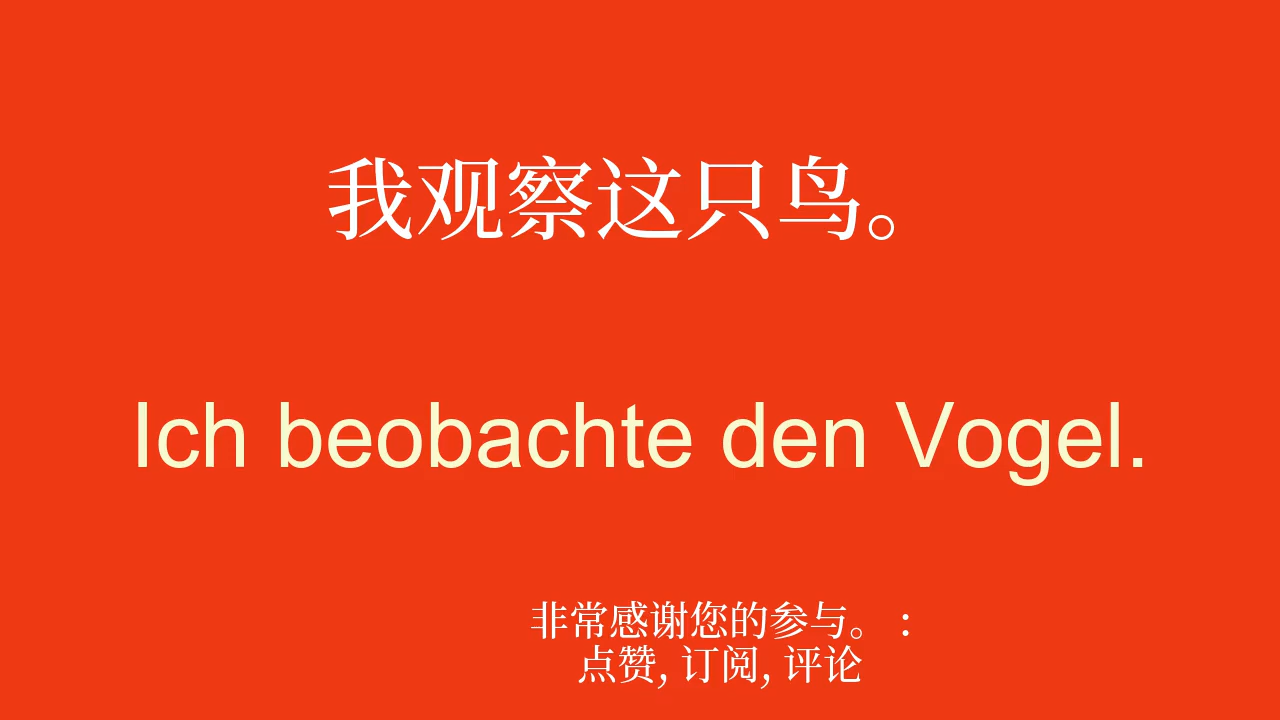 我观察这只鸟。
Ich beobachte den Vogel.
非常感谢您的参与。 :
点赞, 订阅, 评论